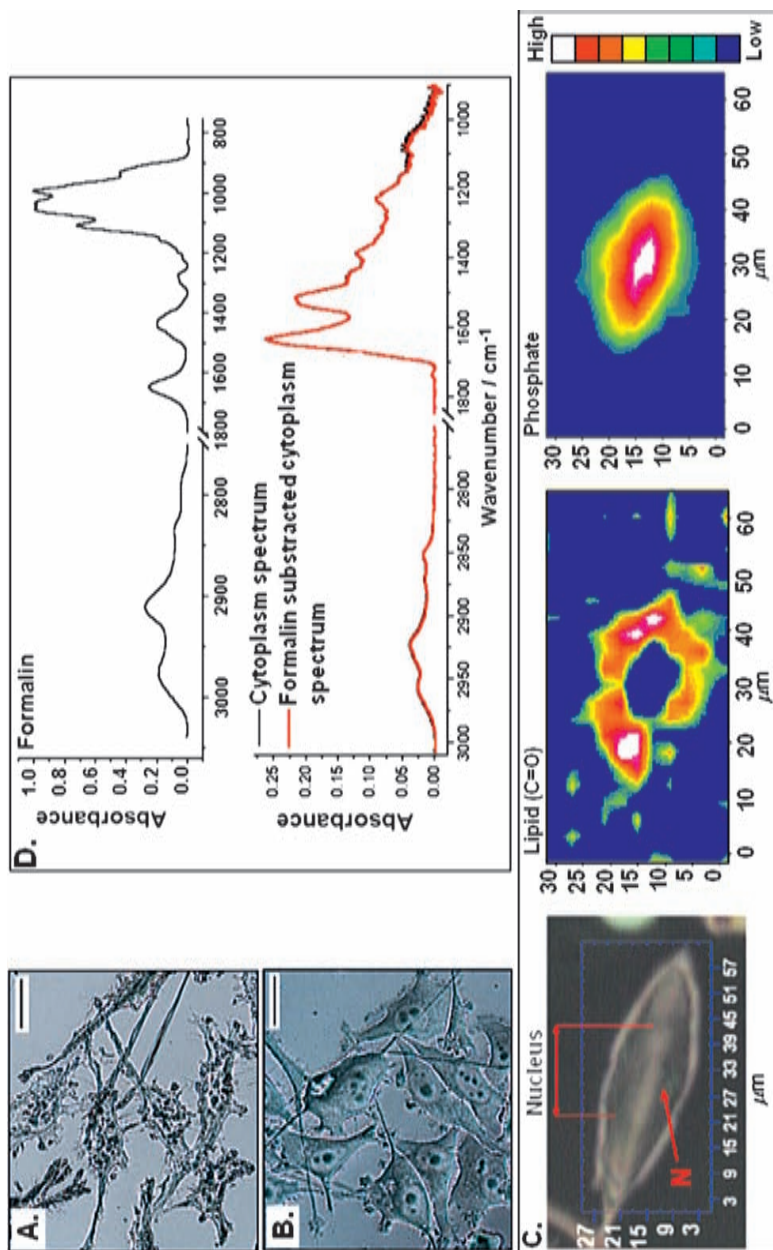 A.
B.
D.
Formalin
Absorbance
1.0
0.8
0.6
0.4
0.2
0.0
3000 2900 2800 1800 1600 1400 1200 1000 800
Cytoplasm spectrum
Formalin substracted cytoplasm
spectrum
Absorbance
0.25
0.20
0.15
0.10
0.05
0.00
3000 2950 2900 2850 2800 1800 1600 1400 1200 1000
Wavenumber / cm-1
C.
Nucleus
N
27
21
15
9
3
3 9 15 21 27 33 39 45 51 57
Lipid (C=O)
30
25
20
15
10
5
0
0 10 20 30 40 50 60
μm
Phosphate
30
25
20
15
10
5
0
0 10 20 30 40 50 60
μm
High
Low